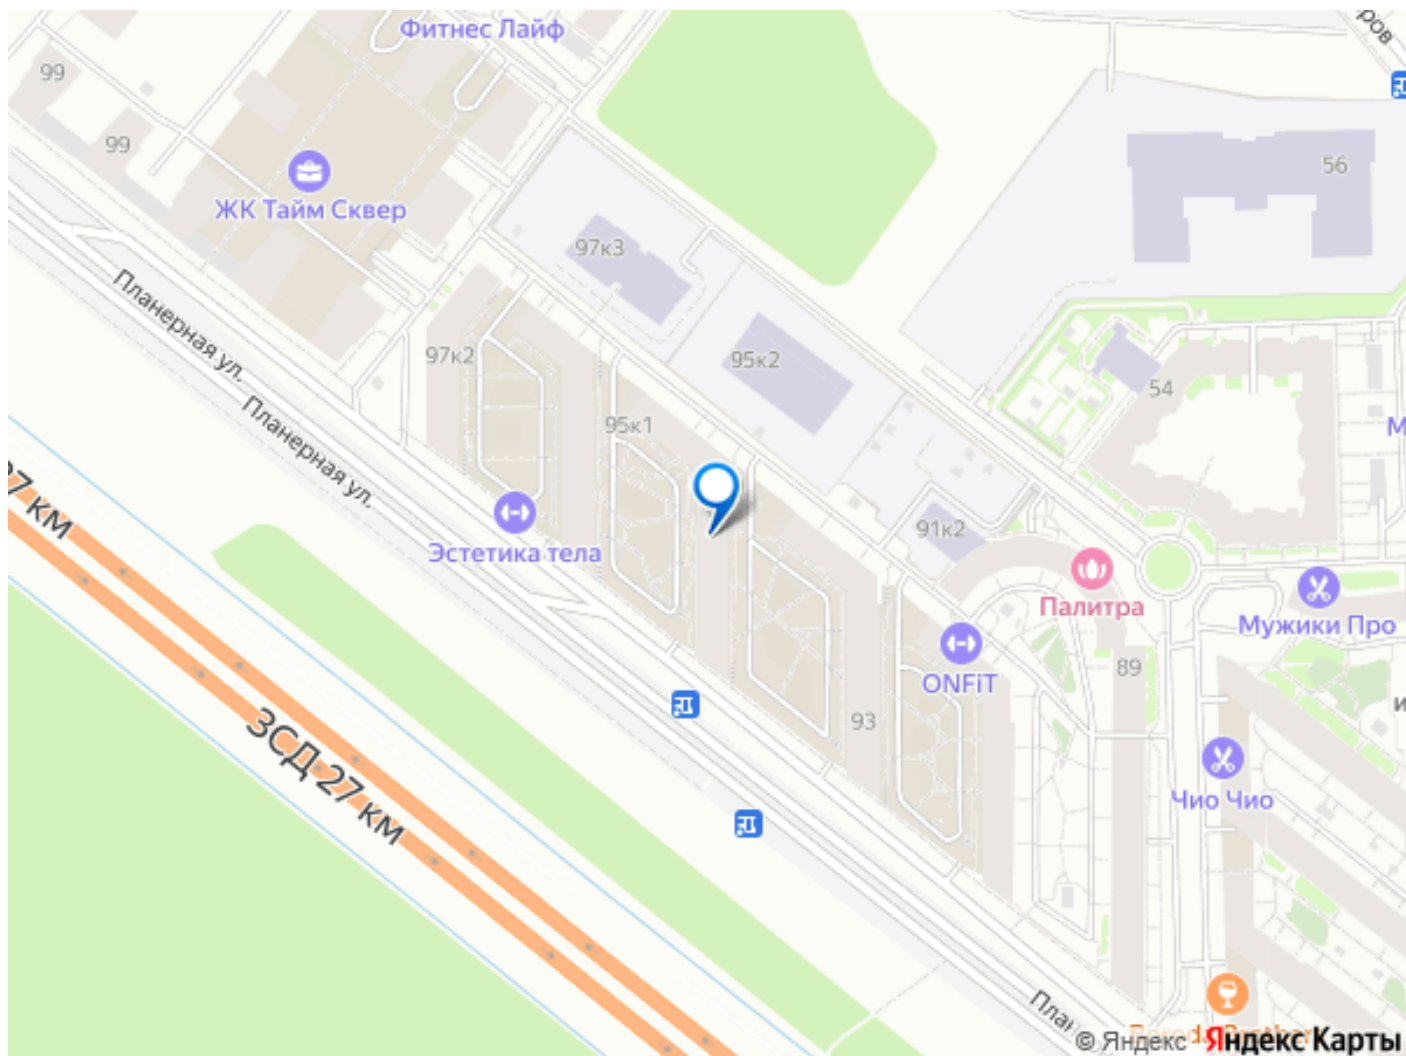 Фитнес Лайф
99
99
ЖК Тайм Сквер
56
97к3
Планерная ул.
97к2
95к2
54
95к1
Планерная ул.
27 км
Эстетика тела
91к2
Палитра
Мужики Про
ONFiT
89
93
ЗСД 27 км
Чио Чио
© Яндекс Яндекс Карты